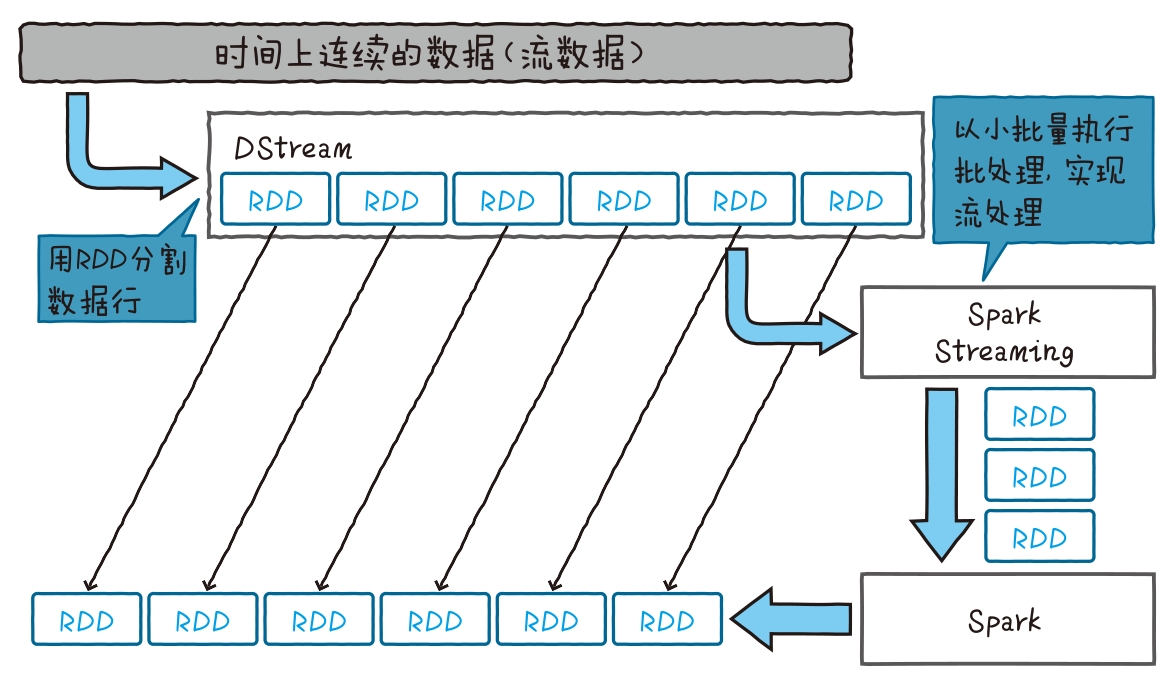 时间上连续的数据(流数据)
DStream
RDD RDD RDD RDD RDD RDD
以小批量执行
批处理,实现
流处理
用RDD分割
数据行
Spark
Streaming
RDD
RDD
RDD
Spark
RDD RDD RDD RDD RDD RDD